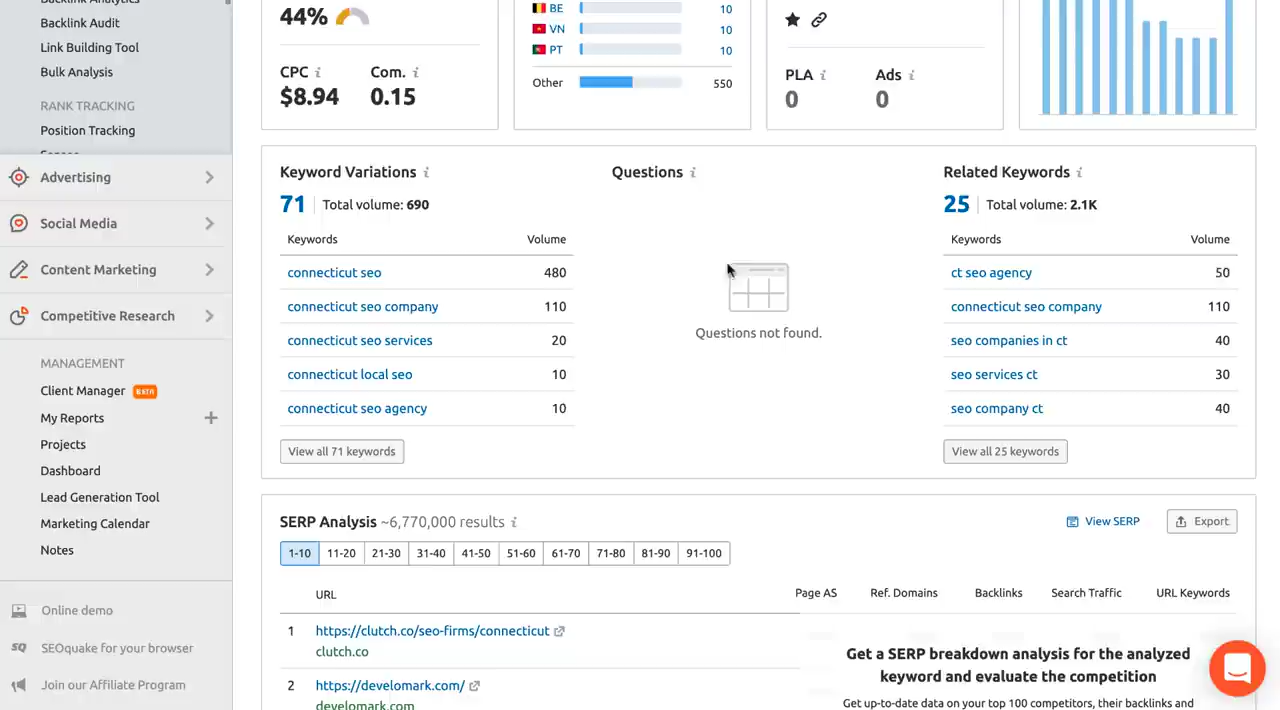 Backlink Analytics
Backlink Audit
Link Building Tool
Bulk Analysis
RANK TRACKING
Position Tracking
Advertising
Social Media
Content Marketing
Competitive Research
MANAGEMENT
Client Manager BETA
My Reports
Projects
Dashboard
Lead Generation Tool
Marketing Calendar
Notes
Online demo
SEOquake for your browser
Join our Affiliate Program
44%
CPC i Com. i
$8.94 0.15
BE 10
VN 10
PT 10
Other 550
PLA i Ads i
0 0
Keyword Variations i
71 Total volume: 690
Keywords Volume
connecticut seo 480
connecticut seo company 110
connecticut seo services 20
connecticut local seo 10
connecticut seo agency 10
View all 71 keywords
Questions i
Questions not found.
Related Keywords i
25 Total volume: 2.1K
Keywords Volume
ct seo agency 50
connecticut seo company 110
seo companies in ct 40
seo services ct 30
seo company ct 40
View all 25 keywords
SERP Analysis ~6,770,000 results i
View SERP Export
1-10 11-20 21-30 31-40 41-50 51-60 61-70 71-80 81-90 91-100
URL Page AS Ref. Domains Backlinks Search Traffic URL Keywords
1 https://clutch.co/seo-firms/connecticut
clutch.co
2 https://develomark.com/
develomark.com
Get a SERP breakdown analysis for the analyzed
keyword and evaluate the competition
Get up-to-date data on your top 100 competitors, their backlinks and